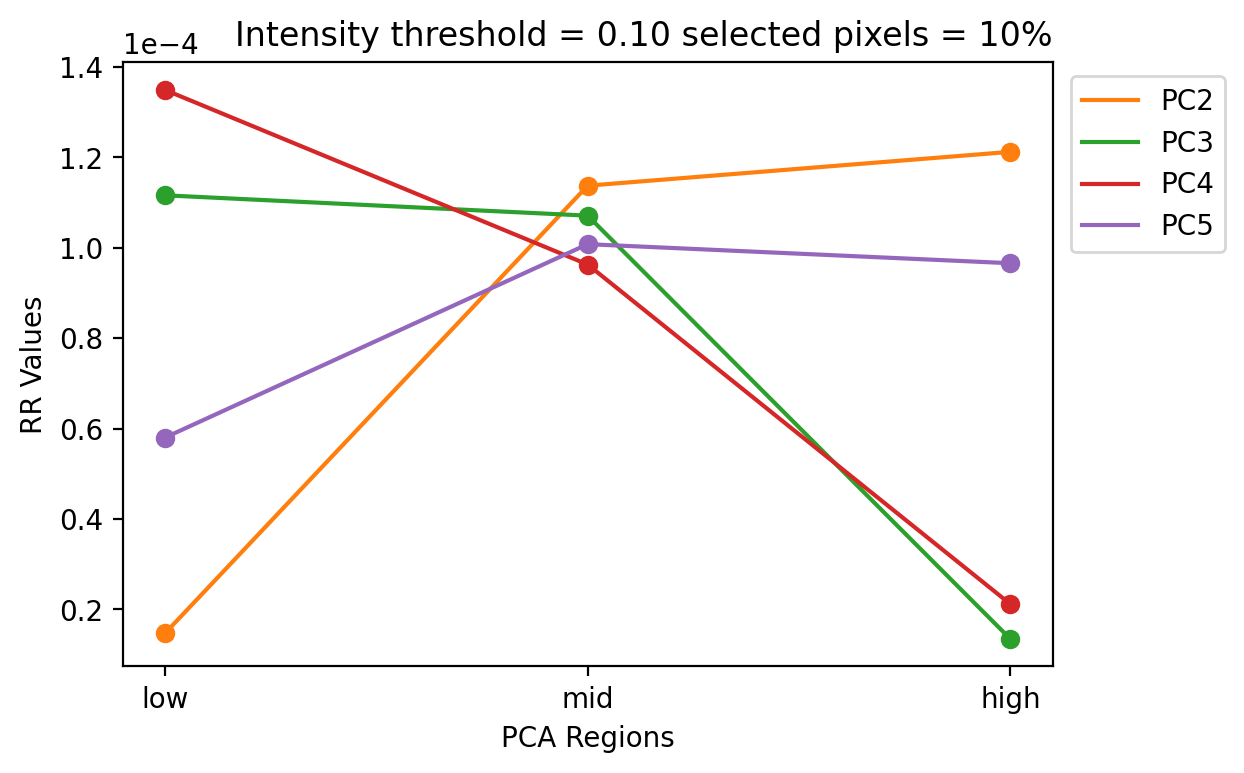 Intensity threshold = 0.10 selected pixels = 10%
1e−4
1.4
1.2
1.0
0.8
0.6
0.4
0.2
RR Values
low
mid
high
PCA Regions
PC2
PC3
PC4
PC5